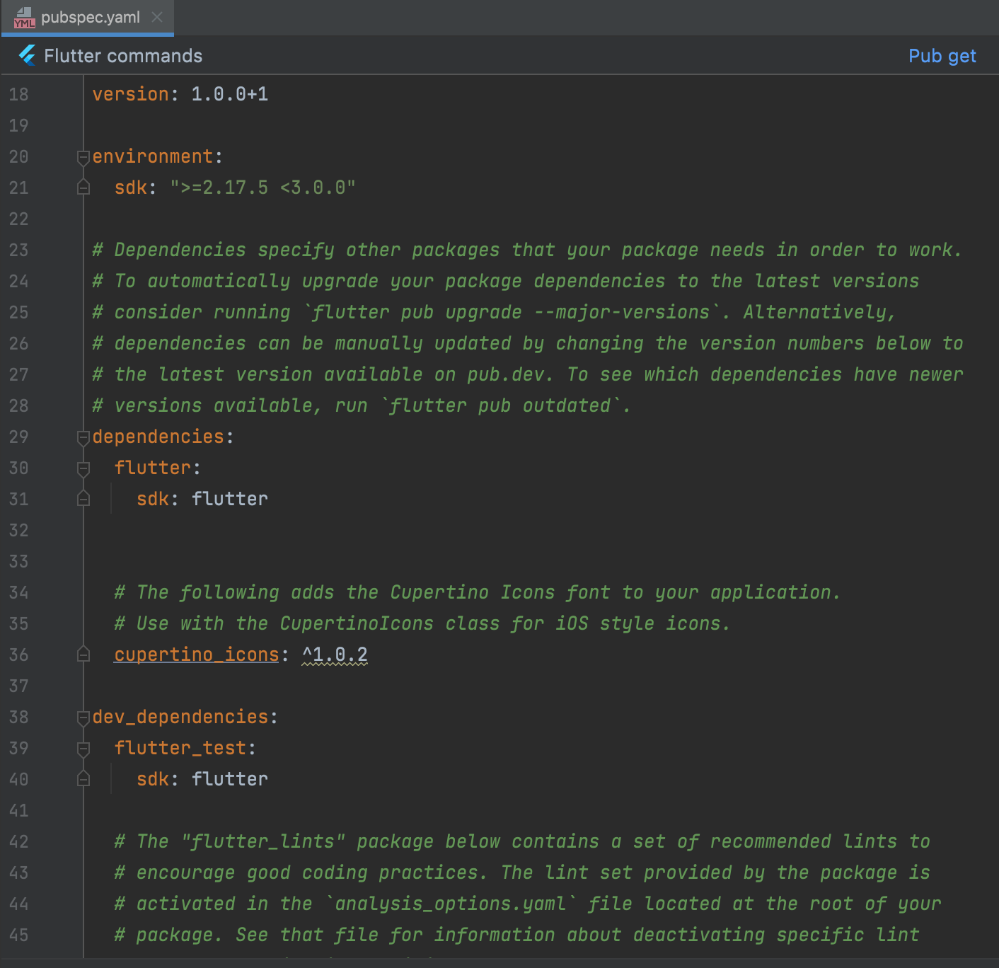 YML pubspec.yaml
Flutter commands Pub get
18 version: 1.0.0+1
19
20 environment:
21 sdk: ">=2.17.5 <3.0.0"
22
23 # Dependencies specify other packages that your package needs in order to work.
24 # To automatically upgrade your package dependencies to the latest versions
25 # consider running `flutter pub upgrade --major-versions`. Alternatively,
26 # dependencies can be manually updated by changing the version numbers below to
27 # the latest version available on pub.dev. To see which dependencies have newer
28 # versions available, run `flutter pub outdated`.
29 dependencies:
30 flutter:
31 sdk: flutter
32
33
34 # The following adds the Cupertino Icons font to your application.
35 # Use with the CupertinoIcons class for iOS style icons.
36 cupertino_icons: ^1.0.2
37
38 dev_dependencies:
39 flutter_test:
40 sdk: flutter
41
42 # The "flutter_lints" package below contains a set of recommended lints to
43 # encourage good coding practices. The lint set provided by the package is
44 # activated in the `analysis_options.yaml` file located at the root of your
45 # package. See that file for information about deactivating specific lint